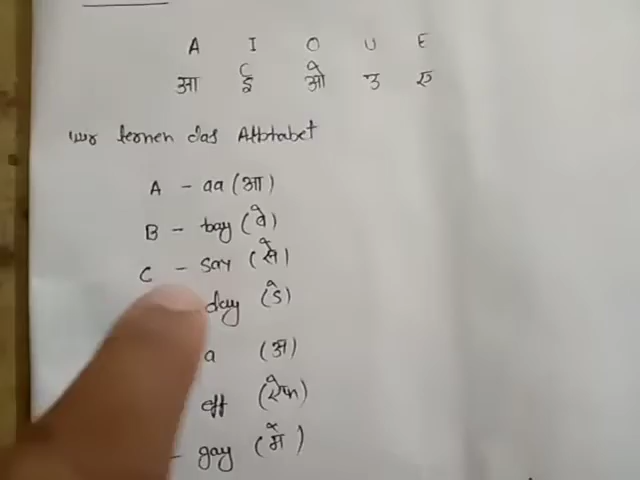 A I O U E
आ ई ओ उ ए
wir lernen das Alphabet
A - aa (आ)
B - bay (बे)
C - say (से)
day (डे)
a (अ)
eff (ऐफ)
- gay (गे)